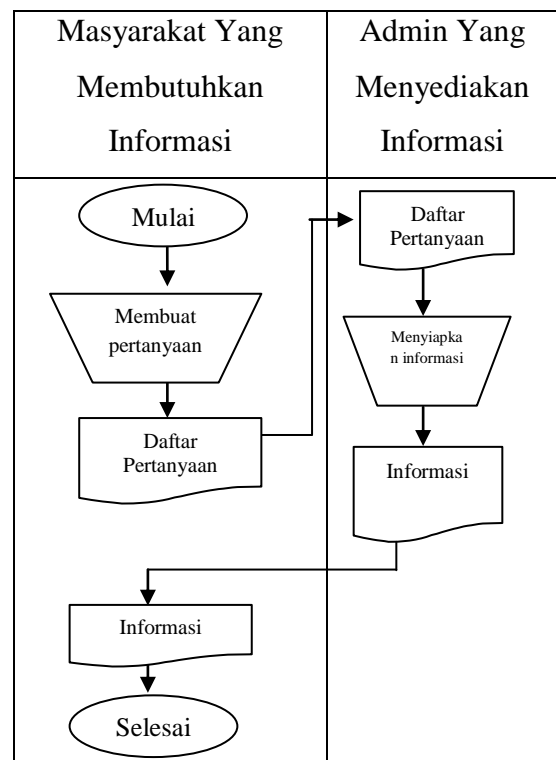 Masyarakat Yang
Membutuhkan
Informasi
Admin Yang
Menyediakan
Informasi
Mulai
Membuat
pertanyaan
Daftar
Pertanyaan
Daftar
Pertanyaan
Menyiapka
n informasi
Informasi
Informasi
Selesai